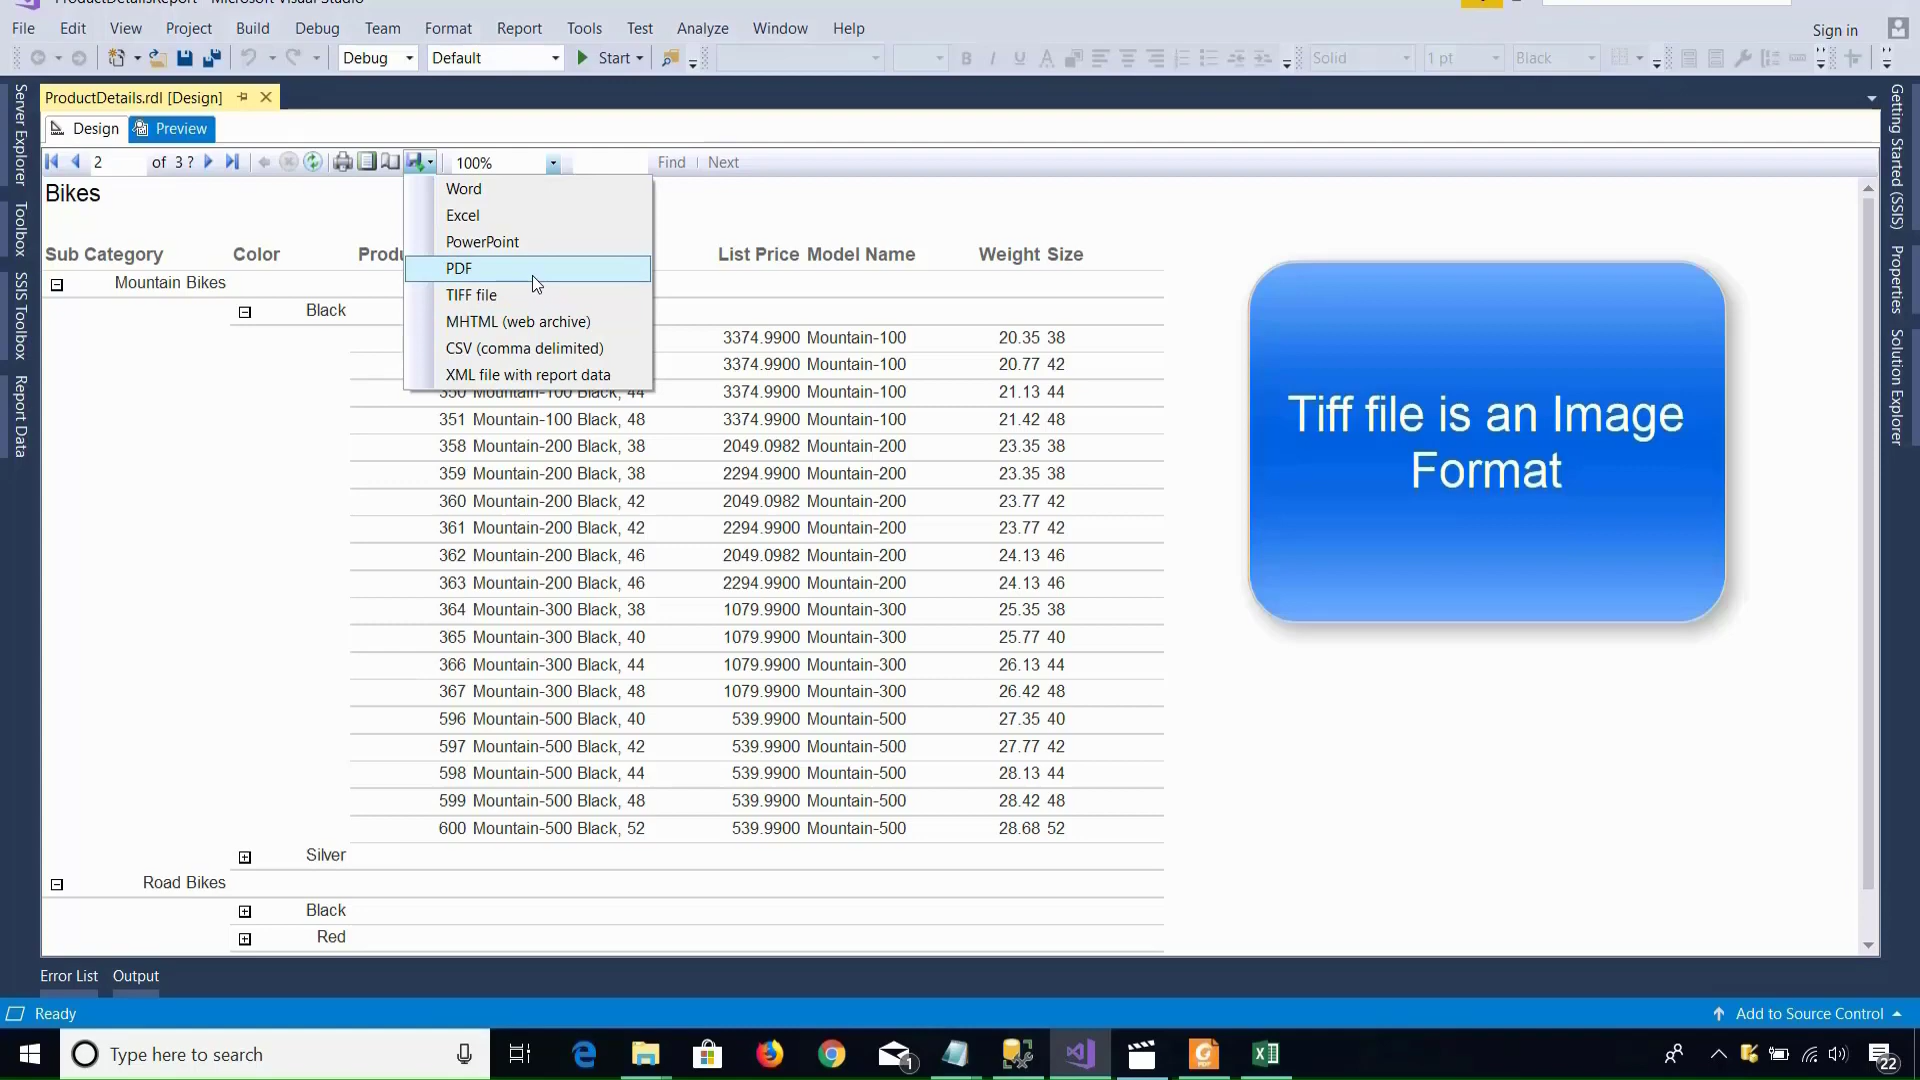 ProductDetailsReport - Microsoft Visual Studio
File Edit View Project Build Debug Team Format Report Tools Test Analyze Window Help
Sign in
Debug Default Start Solid 1 pt Black
ProductDetails.rdl [Design]
Design Preview
2 of 3 ? 100% Find | Next
Word
Excel
PowerPoint
PDF
TIFF file
MHTML (web archive)
CSV (comma delimited)
XML file with report data
Bikes
Sub Category Color Produ List Price Model Name Weight Size
Mountain Bikes
Black
3374.9900 Mountain-100 20.35 38
3374.9900 Mountain-100 20.77 42
350 Mountain-100 Black, 44 3374.9900 Mountain-100 21.13 44
351 Mountain-100 Black, 48 3374.9900 Mountain-100 21.42 48
358 Mountain-200 Black, 38 2049.0982 Mountain-200 23.35 38
359 Mountain-200 Black, 38 2294.9900 Mountain-200 23.35 38
360 Mountain-200 Black, 42 2049.0982 Mountain-200 23.77 42
361 Mountain-200 Black, 42 2294.9900 Mountain-200 23.77 42
362 Mountain-200 Black, 46 2049.0982 Mountain-200 24.13 46
363 Mountain-200 Black, 46 2294.9900 Mountain-200 24.13 46
364 Mountain-300 Black, 38 1079.9900 Mountain-300 25.35 38
365 Mountain-300 Black, 40 1079.9900 Mountain-300 25.77 40
366 Mountain-300 Black, 44 1079.9900 Mountain-300 26.13 44
367 Mountain-300 Black, 48 1079.9900 Mountain-300 26.42 48
596 Mountain-500 Black, 40 539.9900 Mountain-500 27.35 40
597 Mountain-500 Black, 42 539.9900 Mountain-500 27.77 42
598 Mountain-500 Black, 44 539.9900 Mountain-500 28.13 44
599 Mountain-500 Black, 48 539.9900 Mountain-500 28.42 48
600 Mountain-500 Black, 52 539.9900 Mountain-500 28.68 52
Silver
Road Bikes
Black
Red
Tiff file is an Image
Format
Server Explorer
Toolbox
SSIS Toolbox
Report Data
Getting Started (SSIS)
Properties
Solution Explorer
Error List Output
Ready
Add to Source Control
Type here to search
1
22